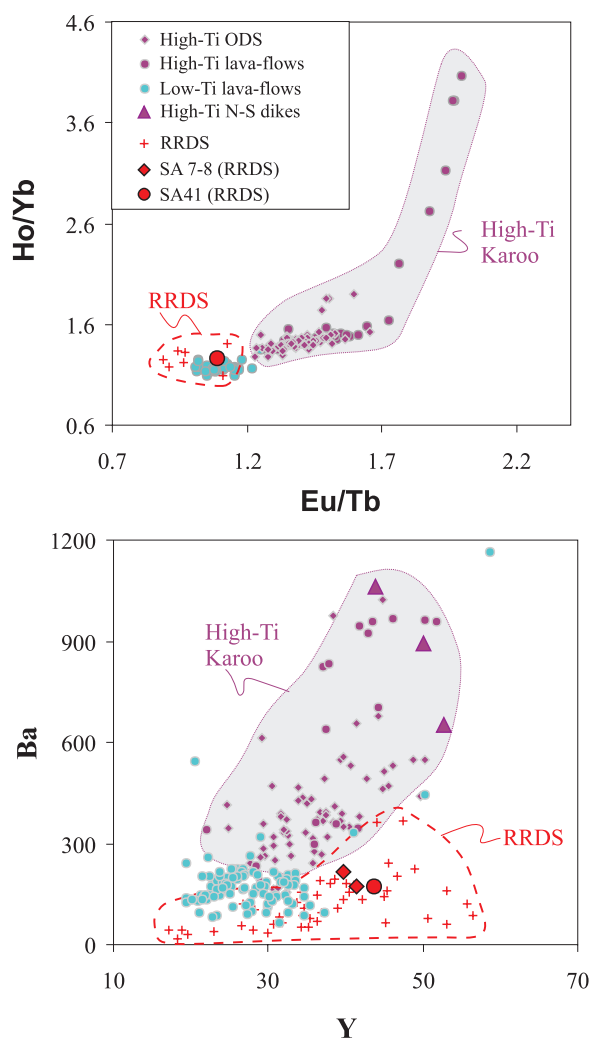 4.6
3.6
2.6
1.6
0.6
Ho/Yb
High-Ti ODS
High-Ti lava-flows
Low-Ti lava-flows
High-Ti N-S dikes
RRDS
SA 7-8 (RRDS)
SA41 (RRDS)
High-Ti
Karoo
RRDS
0.7 1.2 1.7 2.2
Eu/Tb
1200
900
600
300
0
Ba
High-Ti
Karoo
RRDS
10 30 50 70
Y